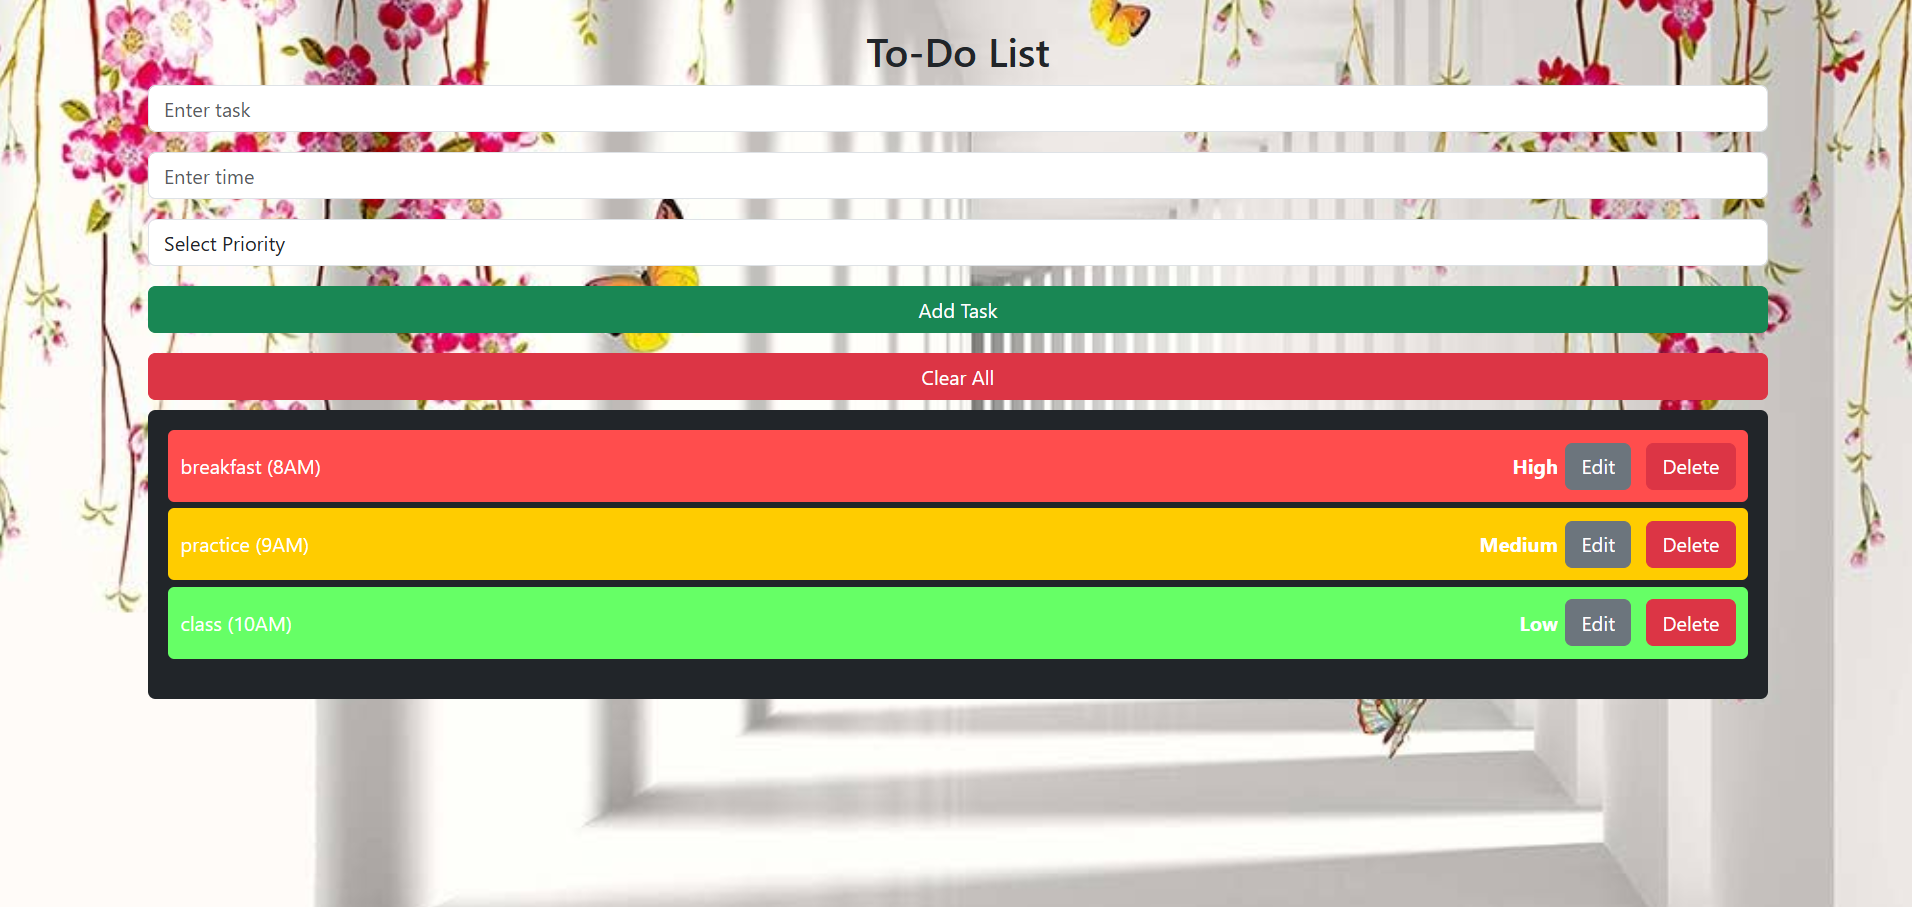 To-Do List
Enter task
Enter time
Select Priority
Add Task
Clear All
breakfast (8AM) High Edit Delete
practice (9AM) Medium Edit Delete
class (10AM) Low Edit Delete